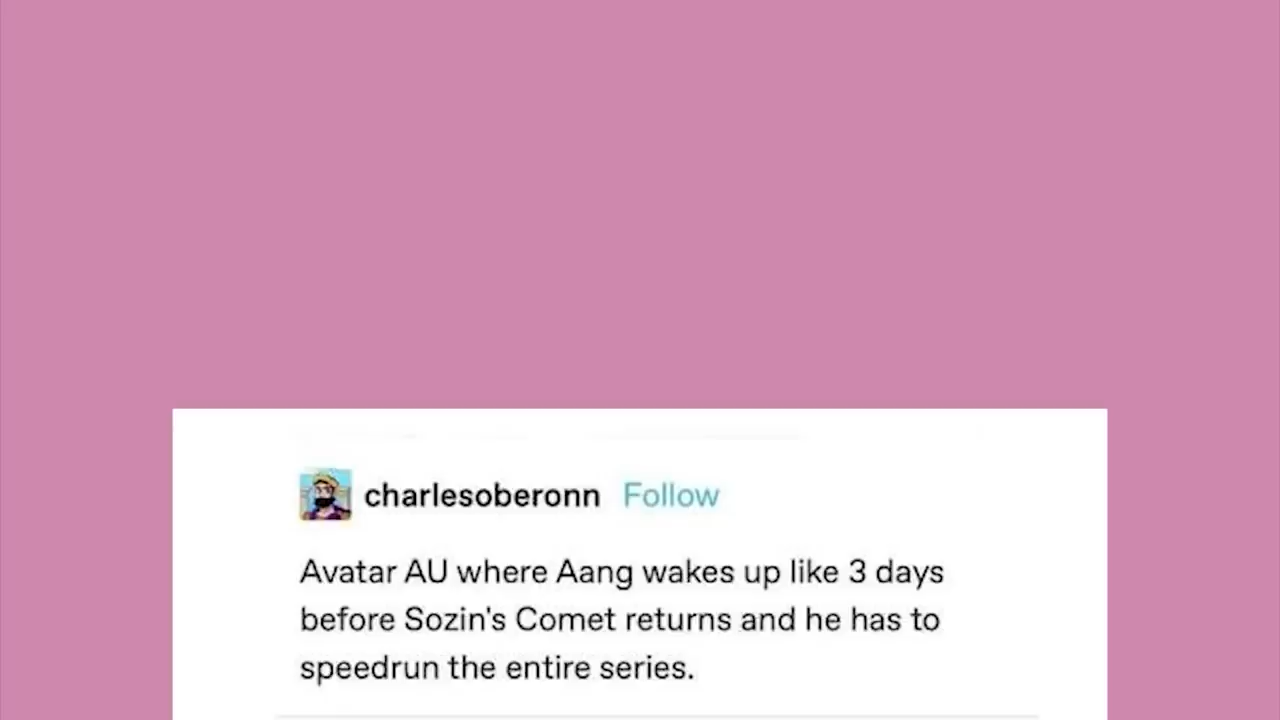 charlesoberonn Follow
Avatar AU where Aang wakes up like 3 days
before Sozin's Comet returns and he has to
speedrun the entire series.